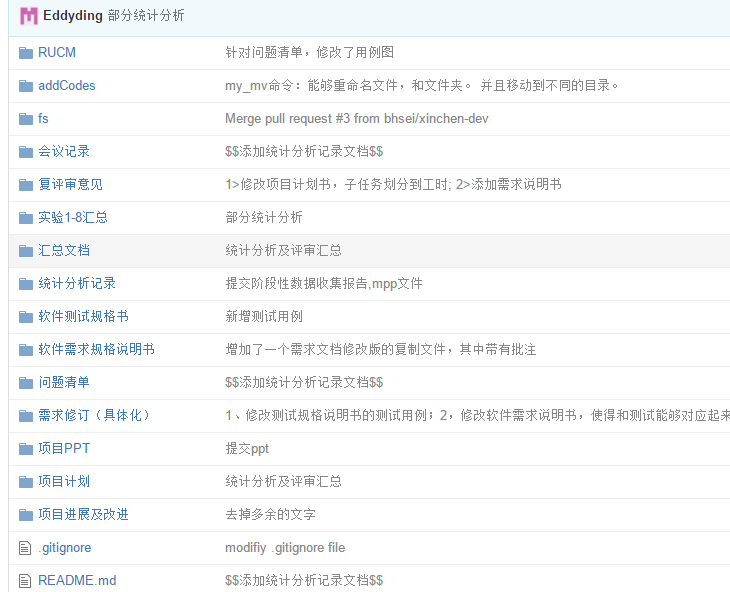 Eddyding 部分统计分析
RUCM 针对问题清单，修改了用例图
addCodes my_mv命令：能够重命名文件，和文件夹。 并且移动到不同的目录。
fs Merge pull request #3 from bhsei/xinchen-dev
会议记录 $$添加统计分析记录文档$$
复评审意见 1>修改项目计划书，子任务划分到工时; 2>添加需求说明书
实验1-8汇总 部分统计分析
汇总文档 统计分析及评审汇总
统计分析记录 提交阶段性数据收集报告,mpp文件
软件测试规格书 新增测试用例
软件需求规格说明书 增加了一个需求文档修改版的复制文件，其中带有批注
问题清单 $$添加统计分析记录文档$$
需求修订（具体化） 1、修改测试规格说明书的测试用例；2，修改软件需求说明书，使得和测试能够对应起来
项目PPT 提交ppt
项目计划 统计分析及评审汇总
项目进展及改进 去掉多余的文字
.gitignore modifiy .gitignore file
README.md $$添加统计分析记录文档$$